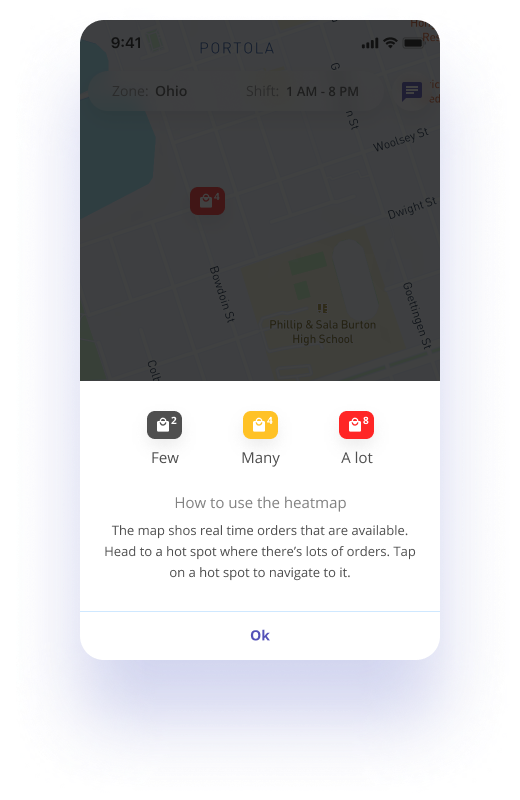 9:41
PORTOLA
Zone: Ohio
Shift: 1 AM - 8 PM
G
n St
Woolsey St
4
Dwight St
Bowdoin St
Goettingen St
Phillip & Sala Burton
High School
2
4
8
Few
Many
A lot
How to use the heatmap
The map shos real time orders that are available.
Head to a hot spot where there’s lots of orders. Tap
on a hot spot to navigate to it.
Ok